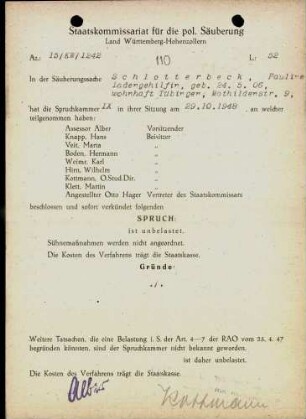 Staatskommissariat für die pol. Säuberung
Land Württemberg-Hohenzollern
Az.: 15/KW/1242
L: 52
110
In der Säuberungssache Schlotterbeck, Pauline
ladengehilfin, geb. 24.5.06,
wohnhaft Tübingen, Mathildenstr. 9,
hat die Spruchkammer IX in ihrer Sitzung am 29.10.1948, an welcher
teilgenommen haben:
Assessor Alber Vorsitzender
Knapp, Hans Beisitzer
Veit, Maria "
Boden, Hermann "
Weimar, Karl "
Hirn, Wilhelm "
Kottmann, O.Stud.Dir. "
Klett, Martin "
Angestellter Otto Hager Vertreter des Staatskommissars
beschlossen und sofort verkündet folgenden
SPRUCH:
ist unbelastet.
Sühnemaßnahmen werden nicht angeordnet.
Die Kosten des Verfahrens trägt die Staatskasse.
Gründe
./.
Weitere Tatsachen, die eine Belastung i. S. der Art. 4—7 der RAO vom 25. 4. 47
begründen könnten, sind der Spruchkammer nicht bekannt geworden.
ist daher unbelastet.
Die Kosten des Verfahrens trägt die Staatskasse.
Alber
Kottmann